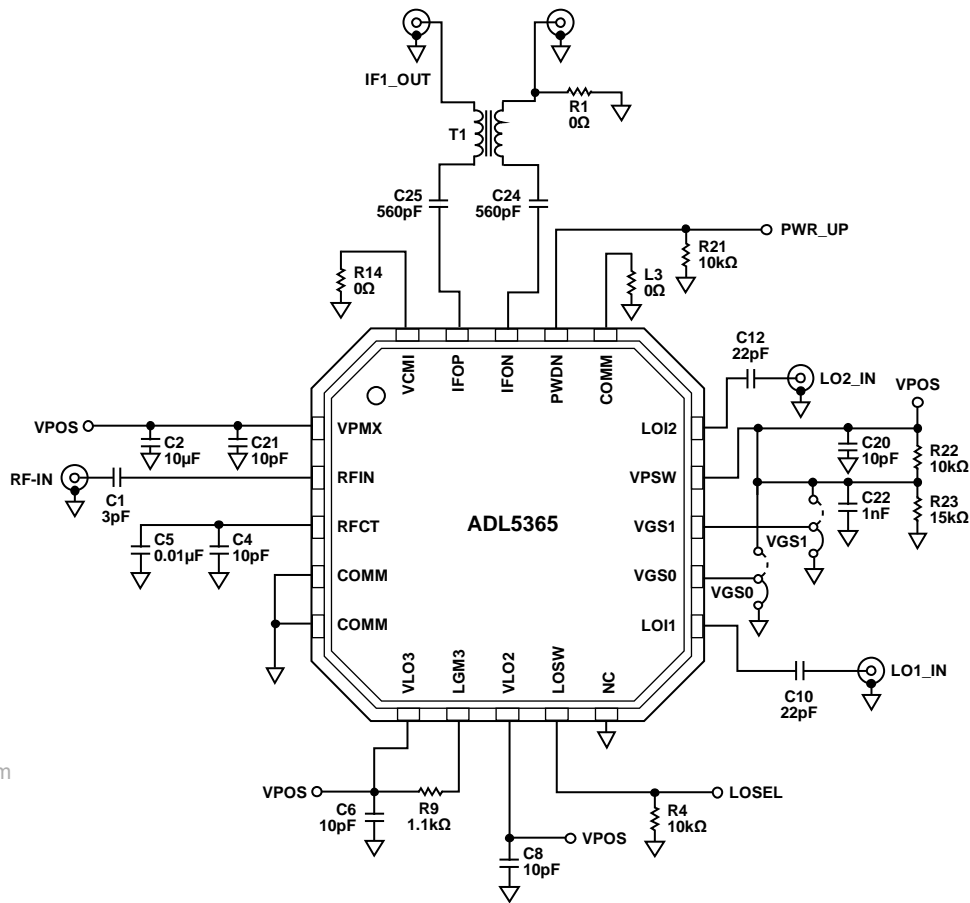 IF1_OUT
R1
0Ω
T1
C25
560pF
C24
560pF
PWR_UP
R21
10kΩ
R14
0Ω
L3
0Ω
C12
22pF
LO2_IN
VPOS
VCMI
IFOP
IFON
PWDN
COMM
VPOS
C2
10µF
C21
10pF
VPMX
LOI2
C20
10pF
R22
10kΩ
RF-IN
C1
3pF
RFIN
VPSW
C22
1nF
R23
15kΩ
ADL5365
C5
0.01µF
C4
10pF
RFCT
VGS1
VGS1
COMM
VGS0
VGS0
COMM
LOI1
VLO3
LGM3
VLO2
LOSW
NC
LO1_IN
C10
22pF
m
VPOS
C6
10pF
R9
1.1kΩ
LOSEL
R4
10kΩ
VPOS
C8
10pF